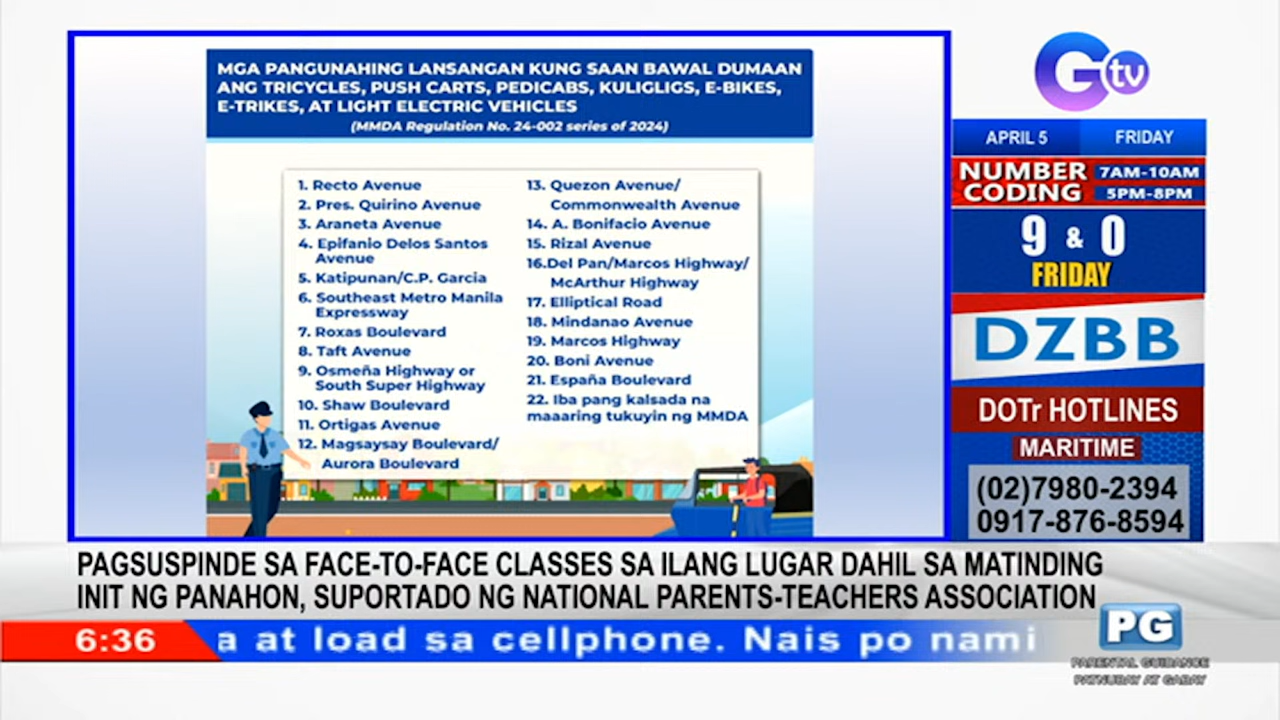 MGA PANGUNAHING LANSANGAN KUNG SAAN BAWAL DUMAAN
ANG TRICYCLES, PUSH CARTS, PEDICABS, KULIGLIGS, E-BIKES,
E-TRIKES, AT LIGHT ELECTRIC VEHICLES
(MMDA Regulation No. 24-002 series of 2024)
1. Recto Avenue
2. Pres. Quirino Avenue
3. Araneta Avenue
4. Epifanio Delos Santos
Avenue
5. Katipunan/C.P. Garcia
6. Southeast Metro Manila
Expressway
7. Roxas Boulevard
8. Taft Avenue
9. Osmeña Highway or
South Super Highway
10. Shaw Boulevard
11. Ortigas Avenue
12. Magsaysay Boulevard/
Aurora Boulevard
13. Quezon Avenue/
Commonwealth Avenue
14. A. Bonifacio Avenue
15. Rizal Avenue
16.Del Pan/Marcos Highway/
McArthur Highway
17. Elliptical Road
18. Mindanao Avenue
19. Marcos Highway
20. Boni Avenue
21. España Boulevard
22. Iba pang kalsada na
maaaring tukuyin ng MMDA
Gtv
APRIL 5 FRIDAY
NUMBER CODING
7AM-10AM
5PM-8PM
9 & 0
FRIDAY
DZBB
DOTr HOTLINES
MARITIME
(02)7980-2394
0917-876-8594
PAGSUSPINDE SA FACE-TO-FACE CLASSES SA ILANG LUGAR DAHIL SA MATINDING
INIT NG PANAHON, SUPORTADO NG NATIONAL PARENTS-TEACHERS ASSOCIATION
6:36 a at load sa cellphone. Nais po nami
PG
PARENTAL GUIDANCE
PATNUBAY AT GABAY